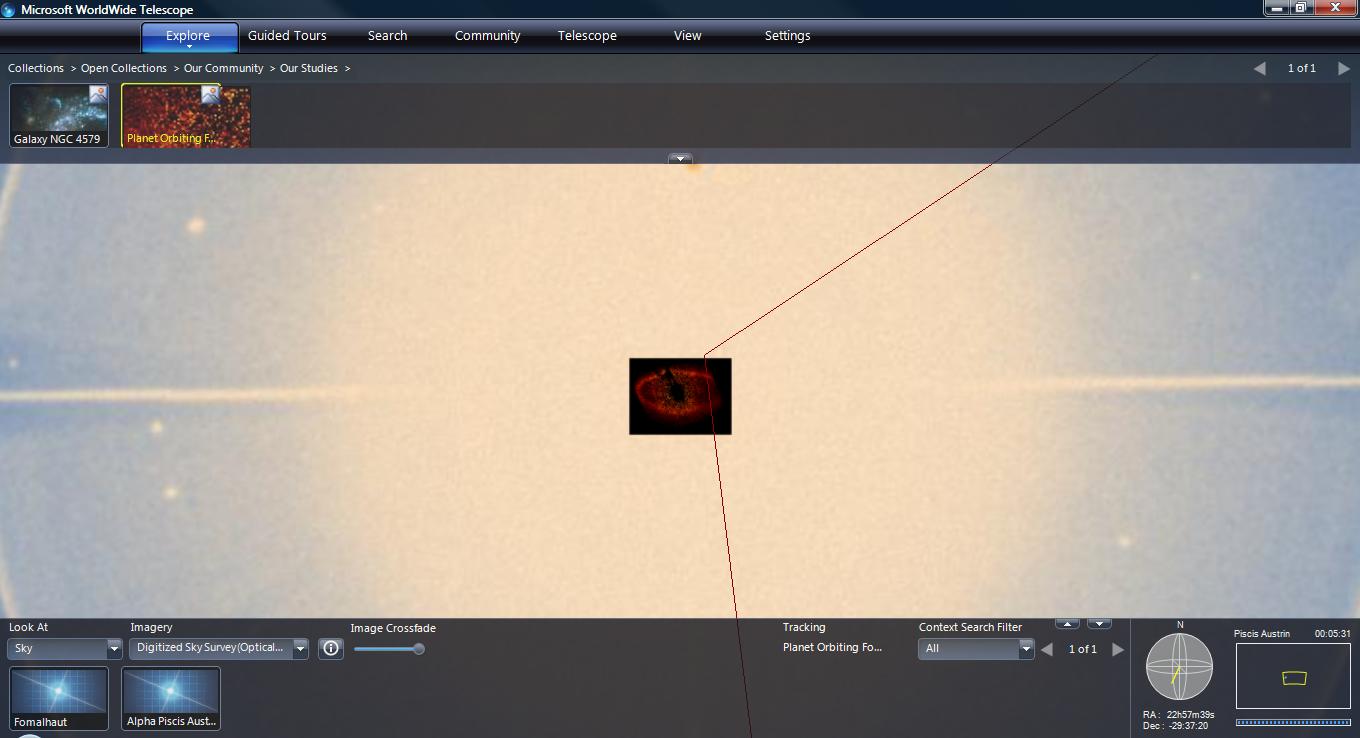 Microsoft WorldWide Telescope
Explore Guided Tours Search Community Telescope View Settings
Collections > Open Collections > Our Community > Our Studies > 1 of 1
Galaxy NGC 4579 Planet Orbiting F...
Look At Imagery Image Crossfade Tracking Context Search Filter
Sky Digitized Sky Survey(Optical... Planet Orbiting Fo... All 1 of 1
Fomalhaut Alpha Piscis Aust...
N
RA : 22h57m39s
Dec : -29:37:20
Piscis Austrin 00:05:31